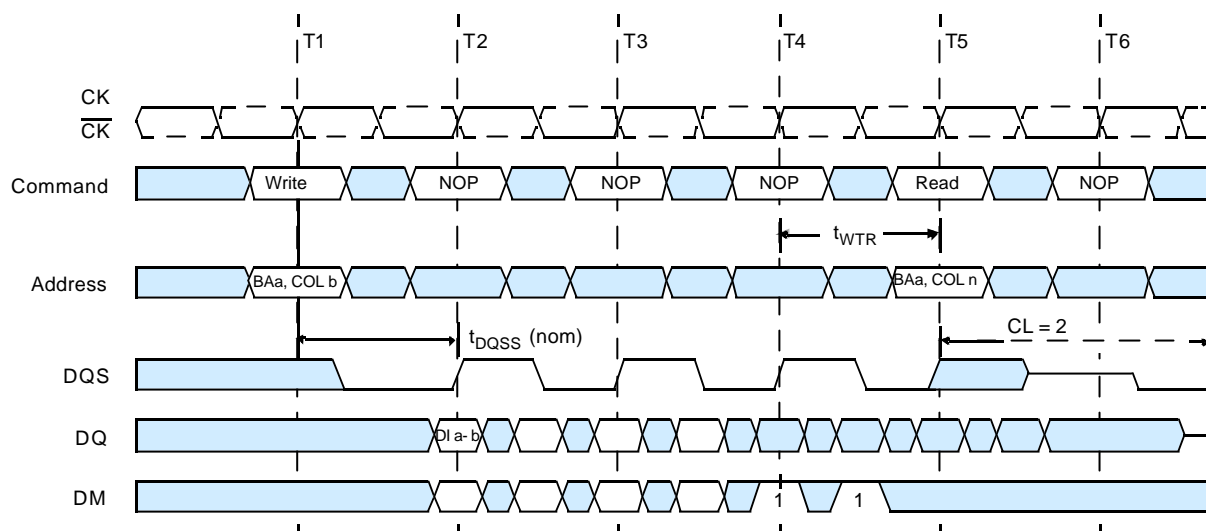 T1 T2 T3 T4 T5 T6
CK
CK
Command Write NOP NOP NOP Read NOP
tWTR
Address BAa, COL b BAa, COL n
tDQSS (nom) CL = 2
DQS
DQ DI a- b
DM 1 1